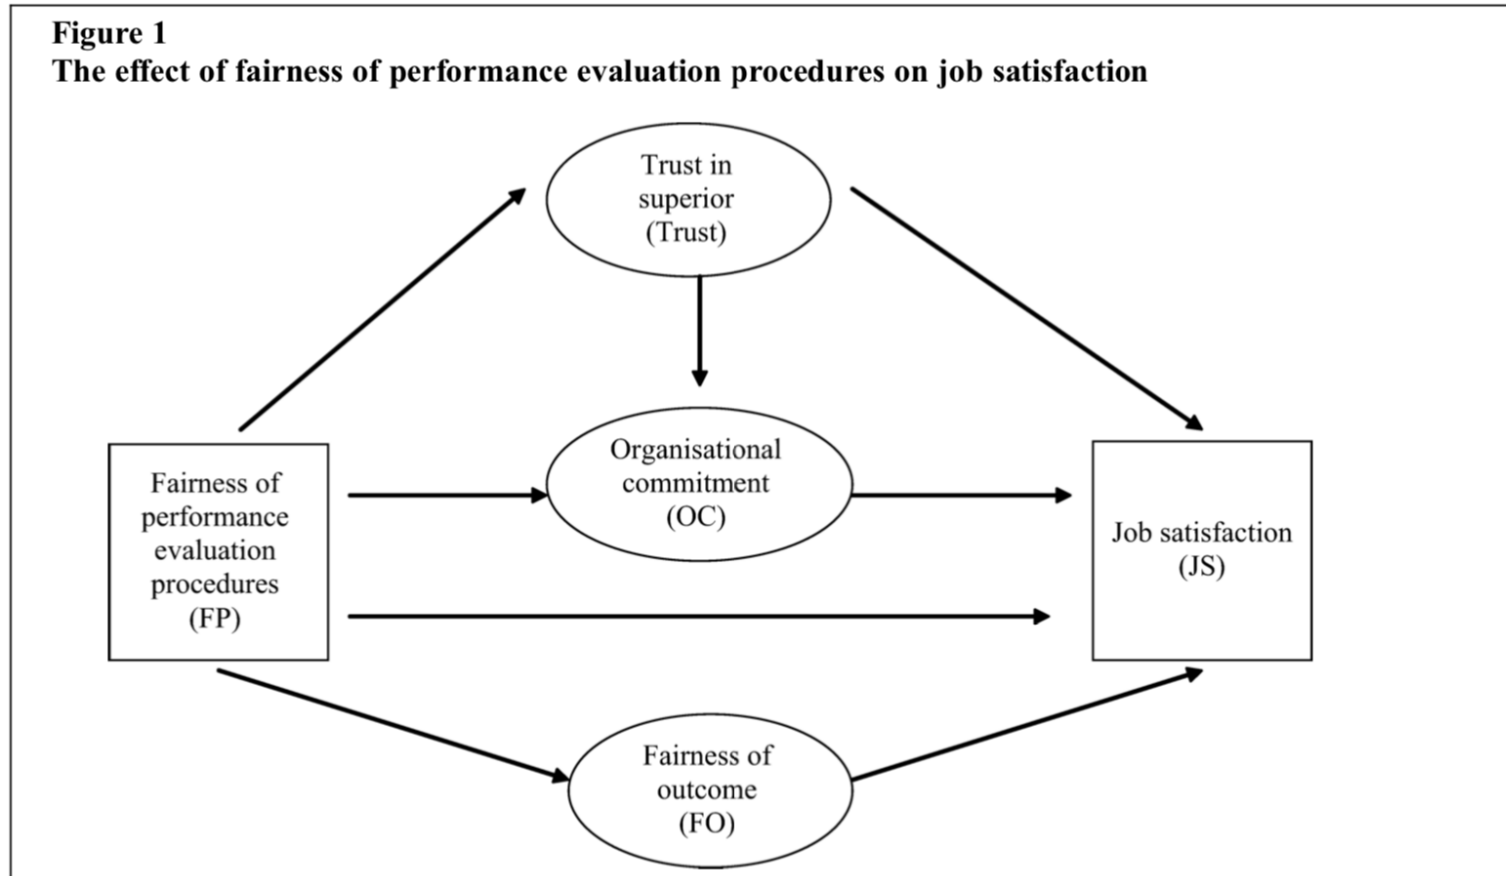 Figure 1
The effect of fairness of performance evaluation procedures on job satisfaction
Trust in
superior
(Trust)
Organisational
commitment
(OC)
Fairness of
performance
evaluation
procedures
(FP)
Job satisfaction
(JS)
Fairness of
outcome
(FO)